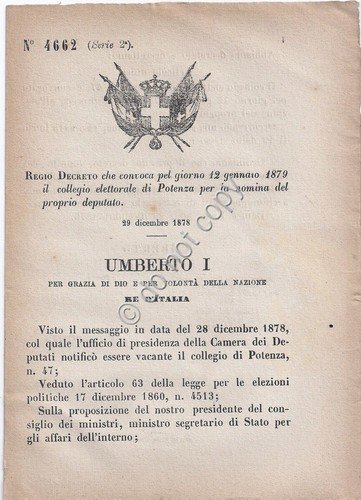 N° 4662 (Serie 2ª).
REGIO DECRETO che convoca pel giorno 12 gennaio 1879
il collegio elettorale di Potenza per la nomina del
proprio deputato.
29 dicembre 1878
UMBERTO I
PER GRAZIA DI DIO E PER VOLONTÀ DELLA NAZIONE
RE D'ITALIA
Visto il messaggio in data del 28 dicembre 1878,
col quale l'ufficio di presidenza della Camera dei De-
putati notificò essere vacante il collegio di Potenza,
n. 47;
Veduto l'articolo 63 della legge per le elezioni
politiche 17 dicembre 1860, n. 4513;
Sulla proposizione del nostro presidente del con-
siglio dei ministri, ministro segretario di Stato per
gli affari dell'interno;
do not copy